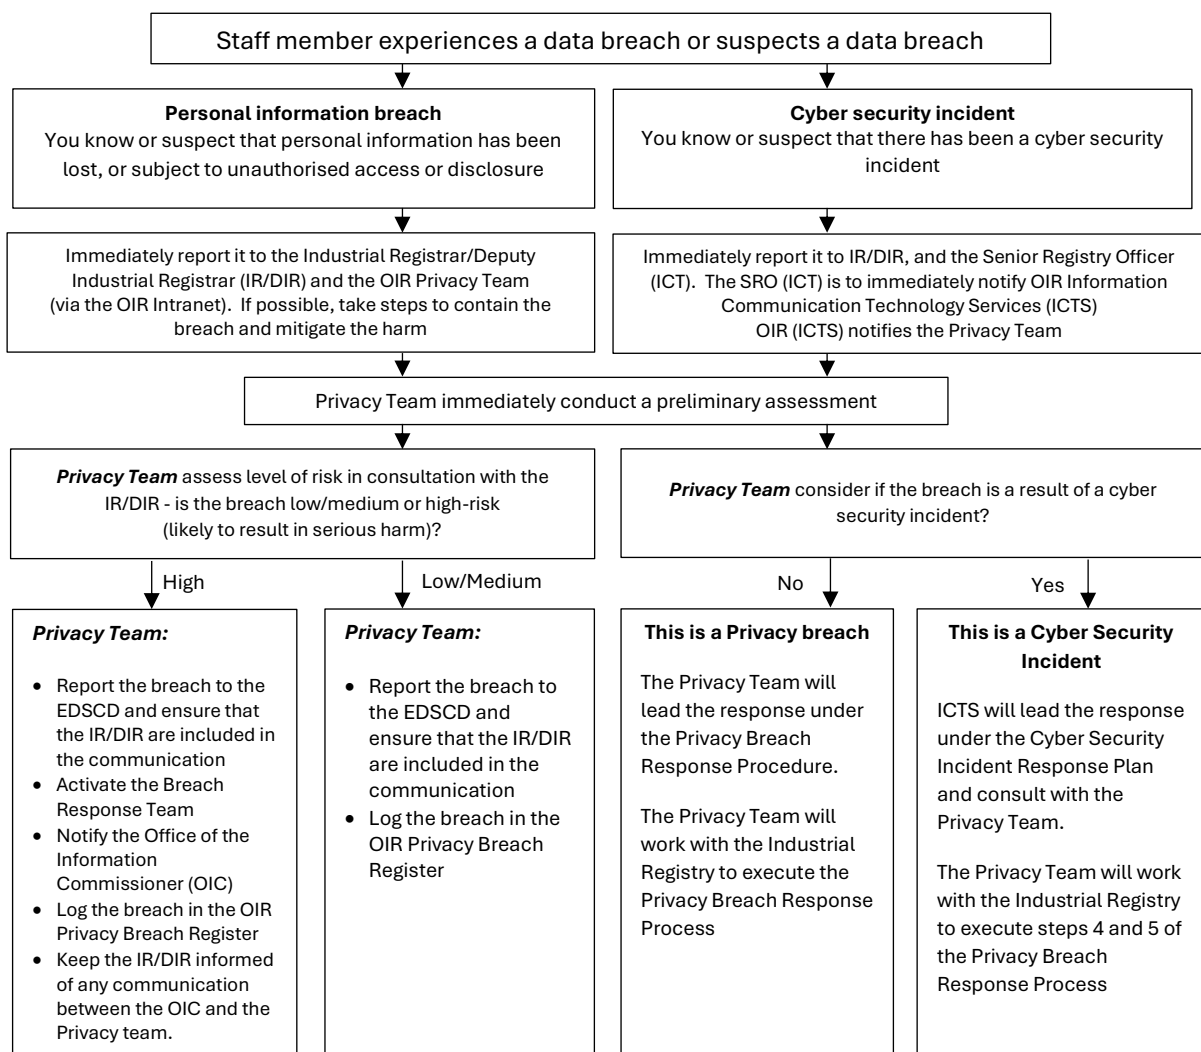 Staff member experiences a data breach or suspects a data breach
Personal information breach
You know or suspect that personal information has been
lost, or subject to unauthorised access or disclosure
Cyber security incident
You know or suspect that there has been a cyber security
incident
Immediately report it to the Industrial Registrar/Deputy
Industrial Registrar (IR/DIR) and the OIR Privacy Team
(via the OIR Intranet).  If possible, take steps to contain the
breach and mitigate the harm
Immediately report it to IR/DIR, and the Senior Registry Officer
(ICT).  The SRO (ICT) is to immediately notify OIR Information
Communication Technology Services (ICTS)
OIR (ICTS) notifies the Privacy Team
Privacy Team immediately conduct a preliminary assessment
Privacy Team assess level of risk in consultation with the
IR/DIR - is the breach low/medium or high-risk
(likely to result in serious harm)?
Privacy Team consider if the breach is a result of a cyber
security incident?
High
Low/Medium
No
Yes
Privacy Team:
• Report the breach to the
EDSCD and ensure that
the IR/DIR are included in
the communication
• Activate the Breach
Response Team
• Notify the Office of the
Information
Commissioner (OIC)
• Log the breach in the OIR
Privacy Breach Register
• Keep the IR/DIR informed
of any communication
between the OIC and the
Privacy team.
Privacy Team:
• Report the breach to
the EDSCD and
ensure that the IR/DIR
are included in the
communication
• Log the breach in the
OIR Privacy Breach
Register
This is a Privacy breach
The Privacy Team will
lead the response under
the Privacy Breach
Response Procedure.
The Privacy Team will
work with the Industrial
Registry to execute the
Privacy Breach Response
Process
This is a Cyber Security
Incident
ICTS will lead the response
under the Cyber Security
Incident Response Plan
and consult with the
Privacy Team.
The Privacy Team will work
with the Industrial Registry
to execute steps 4 and 5 of
the Privacy Breach
Response Process